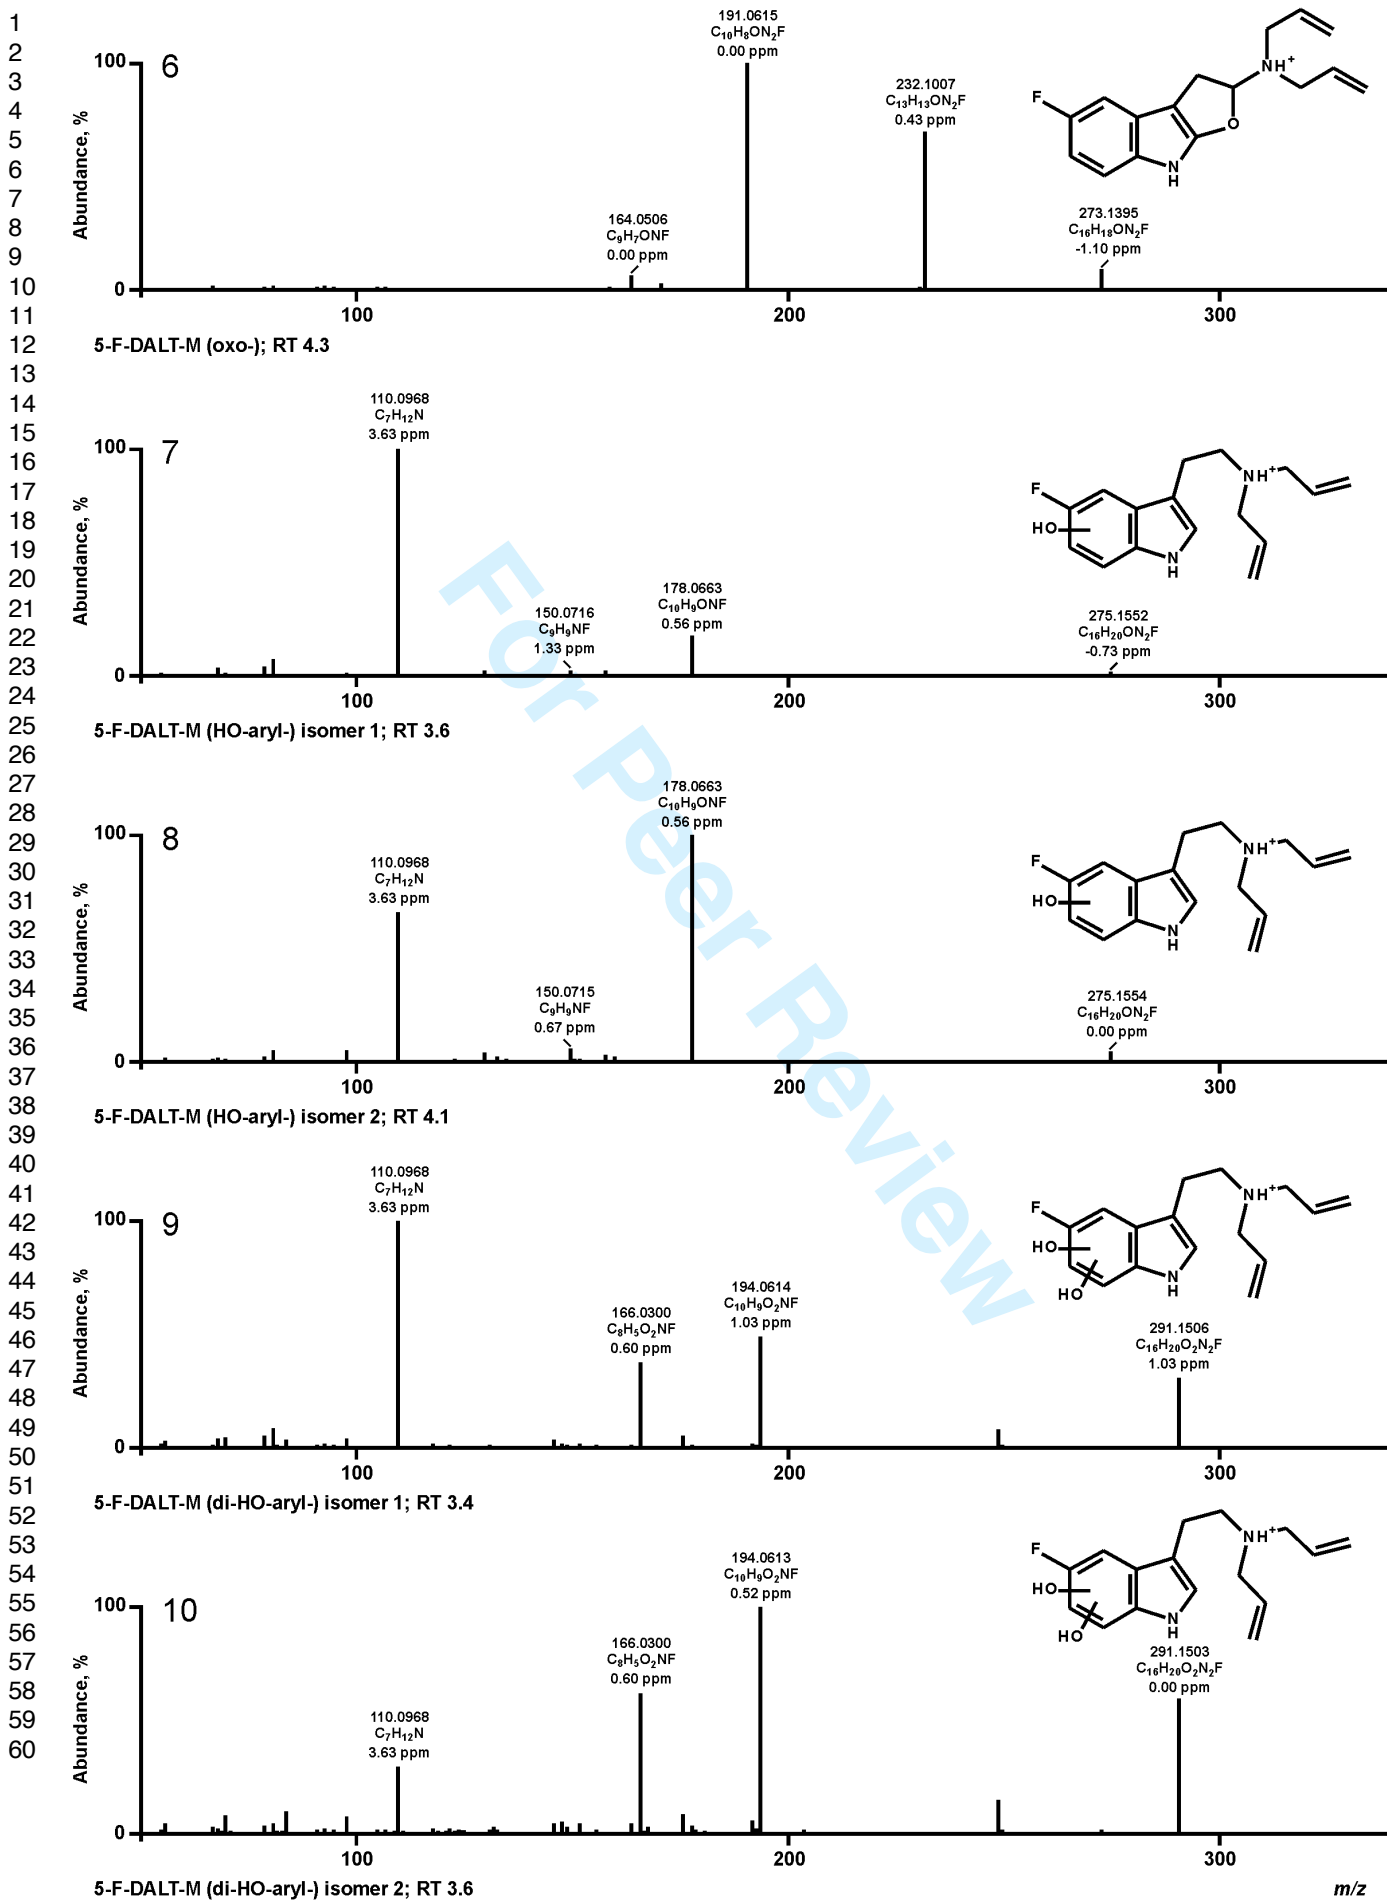 1
2
3
4
5
6
7
8
9
10
11
12
13
14
15
16
17
18
19
20
21
22
23
24
25
26
27
28
29
30
31
32
33
34
35
36
37
38
39
40
41
42
43
44
45
46
47
48
49
50
51
52
53
54
55
56
57
58
59
60
For Peer Review
6
Abundance, %
100
0
191.0615
C₁₀H₈ON₂F
0.00 ppm
232.1007
C₁₃H₁₃ON₂F
0.43 ppm
164.0506
C₉H₇ONF
0.00 ppm
273.1395
C₁₆H₁₈ON₂F
-1.10 ppm
F
NH⁺
O
N
H
100
200
300
5-F-DALT-M (oxo-); RT 4.3
7
Abundance, %
100
0
110.0968
C₇H₁₂N
3.63 ppm
150.0716
C₉H₉NF
1.33 ppm
178.0663
C₁₀H₉ONF
0.56 ppm
275.1552
C₁₆H₂₀ON₂F
-0.73 ppm
F
HO
NH⁺
N
H
100
200
300
5-F-DALT-M (HO-aryl-) isomer 1; RT 3.6
8
Abundance, %
100
0
110.0968
C₇H₁₂N
3.63 ppm
150.0715
C₉H₉NF
0.67 ppm
178.0663
C₁₀H₉ONF
0.56 ppm
275.1554
C₁₆H₂₀ON₂F
0.00 ppm
F
HO
NH⁺
N
H
100
200
300
5-F-DALT-M (HO-aryl-) isomer 2; RT 4.1
9
Abundance, %
100
0
110.0968
C₇H₁₂N
3.63 ppm
166.0300
C₈H₅O₂NF
0.60 ppm
194.0614
C₁₀H₉O₂NF
1.03 ppm
291.1506
C₁₆H₂₀O₂N₂F
1.03 ppm
F
HO
HO
NH⁺
N
H
100
200
300
5-F-DALT-M (di-HO-aryl-) isomer 1; RT 3.4
10
Abundance, %
100
0
110.0968
C₇H₁₂N
3.63 ppm
166.0300
C₈H₅O₂NF
0.60 ppm
194.0613
C₁₀H₉O₂NF
0.52 ppm
291.1503
C₁₆H₂₀O₂N₂F
0.00 ppm
F
HO
HO
NH⁺
N
H
100
200
300
5-F-DALT-M (di-HO-aryl-) isomer 2; RT 3.6
m/z